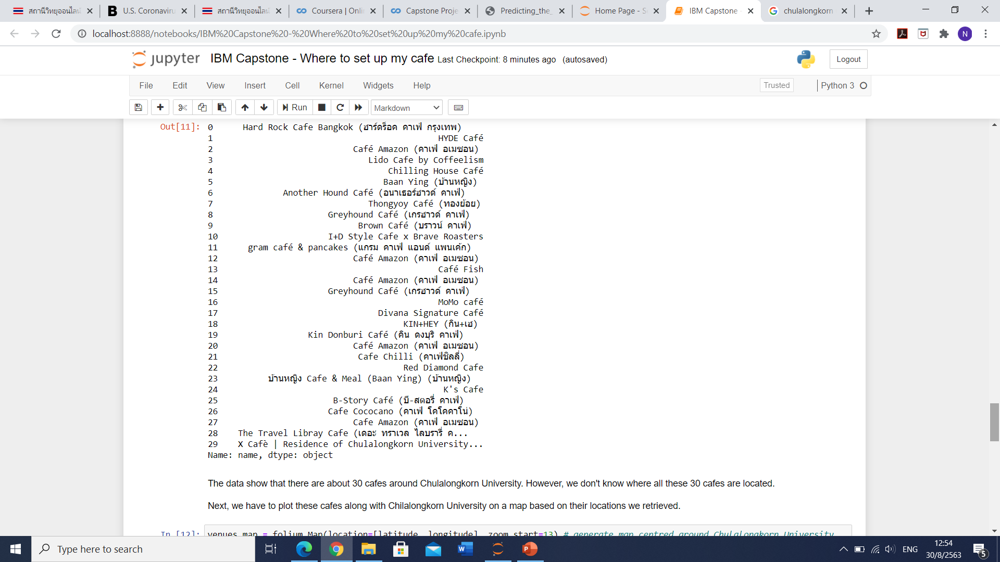 สถานีวิทยุออนไลน์
U.S. Coronaviru
สถานีวิทยุออนไลน์
Coursera | Onli
Capstone Proje
Predicting_the_
Home Page - S
IBM Capstone -
chulalongkorn
localhost:8888/notebooks/IBM%20Capstone%20-%20Where%20to%20set%20up%20my%20cafe.ipynb
N
jupyter IBM Capstone - Where to set up my cafe Last Checkpoint: 8 minutes ago (autosaved)
Logout
File Edit View Insert Cell Kernel Widgets Help
Trusted
Python 3
Run
Markdown
Out[11]: 0 Hard Rock Cafe Bangkok (ฮาร์ดร็อค คาเฟ่ กรุงเทพ)
1 HYDE Café
2 Café Amazon (คาเฟ่ อเมซอน)
3 Lido Cafe by Coffeelism
4 Chilling House Café
5 Baan Ying (บ้านหญิง)
6 Another Hound Café (อนาเธอร์ฮาวด์ คาเฟ่)
7 Thongyoy Café (ทองย้อย)
8 Greyhound Café (เกรฮาวด์ คาเฟ่)
9 Brown Café (บราวน์ คาเฟ่)
10 I+D Style Cafe x Brave Roasters
11 gram café & pancakes (แกรม คาเฟ่ แอนด์ แพนเค้ก)
12 Café Amazon (คาเฟ่ อเมซอน)
13 Café Fish
14 Café Amazon (คาเฟ่ อเมซอน)
15 Greyhound Café (เกรฮาวด์ คาเฟ่)
16 MoMo café
17 Divana Signature Café
18 KIN+HEY (กิน+เฮ)
19 Kin Donburi Café (คิน ดงบุริ คาเฟ่)
20 Café Amazon (คาเฟ่ อเมซอน)
21 Cafe Chilli (คาเฟ่ชิลลี่)
22 Red Diamond Cafe
23 บ้านหญิง Cafe & Meal (Baan Ying) (บ้านหญิง)
24 K's Cafe
25 B-Story Café (บี-สตอรี่ คาเฟ่)
26 Cafe Cococano (คาเฟ่ โคโคคาโน่)
27 Cafe Amazon (คาเฟ่ อเมซอน)
28 The Travel Libray Cafe (เดอะ ทราเวล ไลบรารี่ ค...
29 X Cafè | Residence of Chulalongkorn University...
Name: name, dtype: object
The data show that there are about 30 cafes around Chulalongkorn University. However, we don't know where all these 30 cafes are located.
Next, we have to plot these cafes along with Chilalongkorn University on a map based on their locations we retrieved.
In [12]: venues_map = folium.Map(location=[latitude, longitude], zoom_start=13) # generate map centred around Chulalongkorn University
Type here to search
ENG
12:54
30/8/2563
5